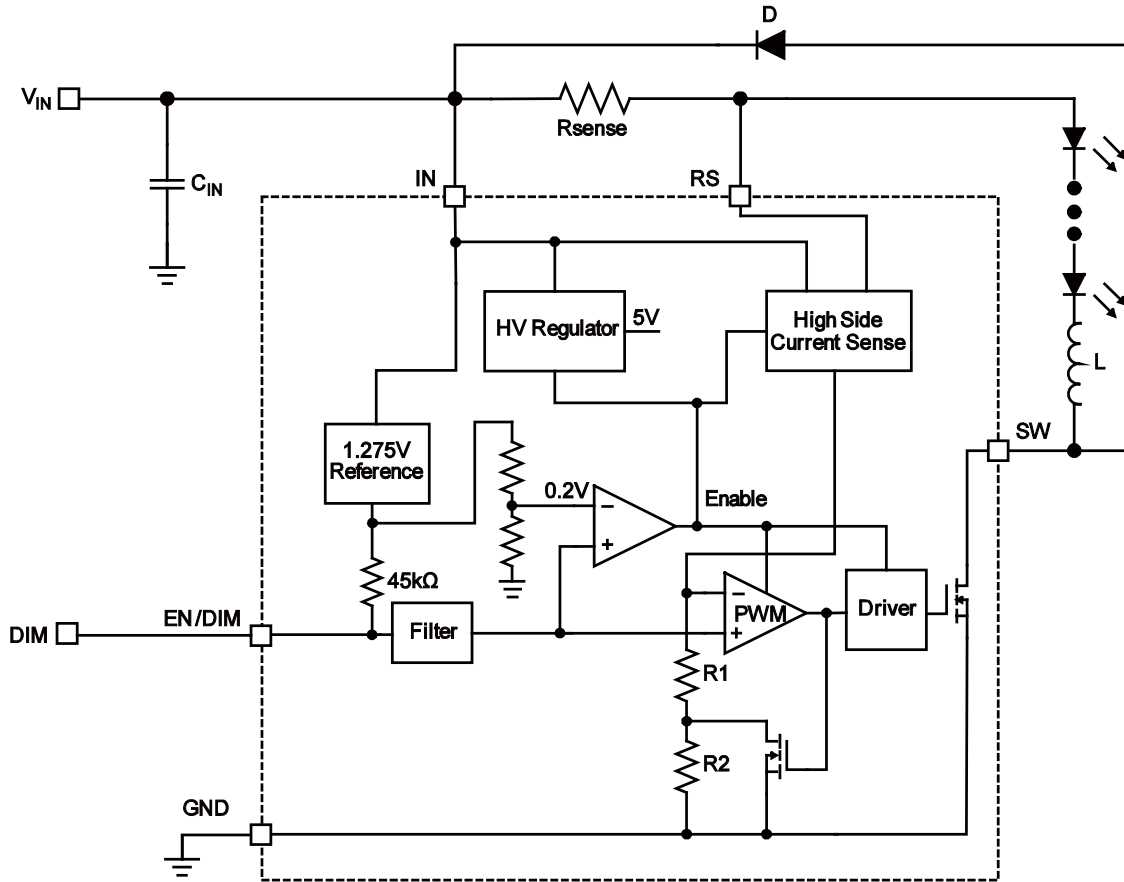 D
VIN
Rsense
CIN
IN
RS
HV Regulator
5V
High Side
Current Sense
L
1.275V
Reference
SW
0.2V
Enable
−
+
45kΩ
EN/DIM
DIM
Filter
−
PWM
+
Driver
R1
R2
GND